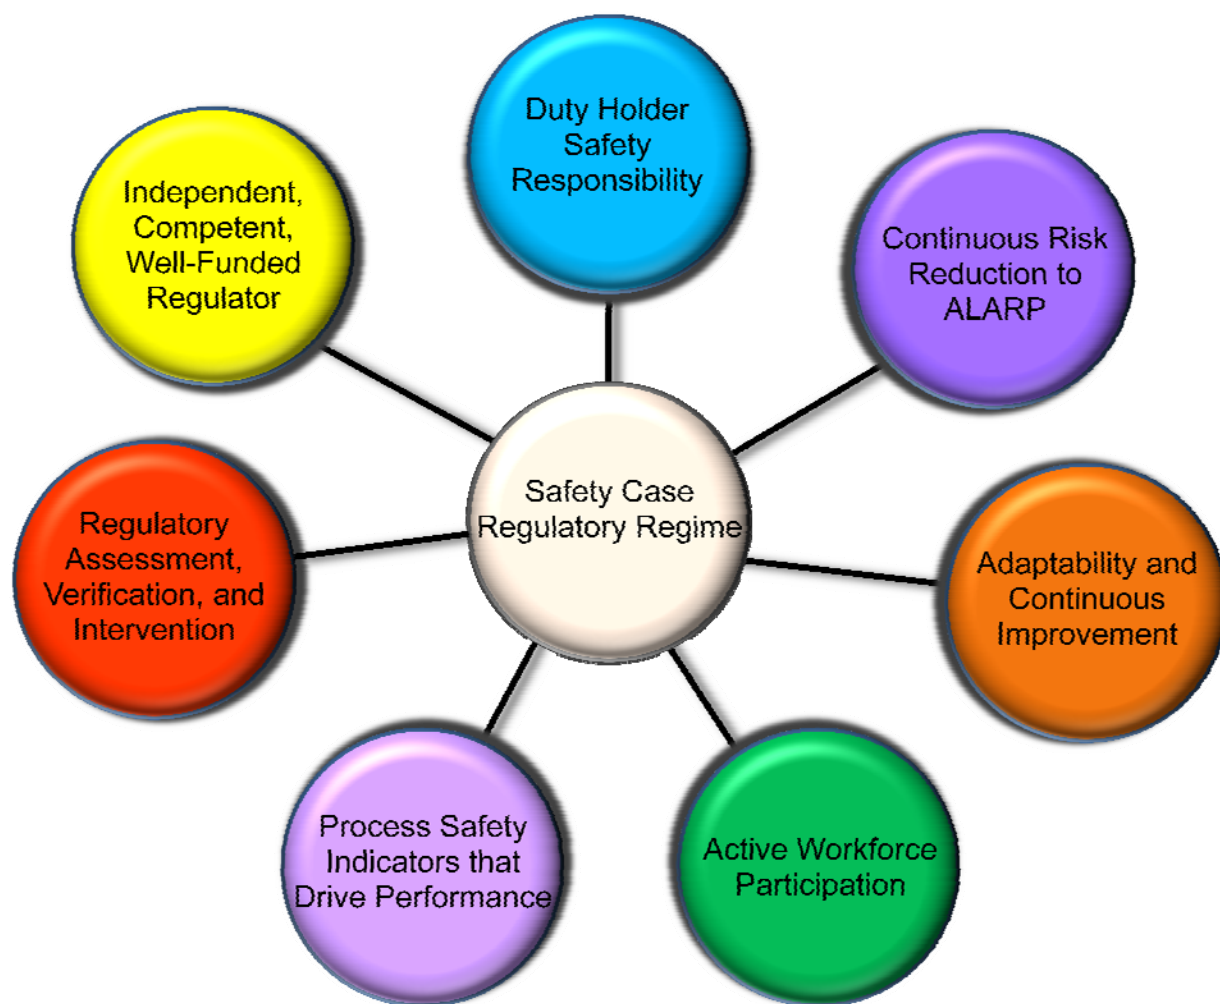 Duty Holder
Safety
Responsibility
Independent,
Competent,
Well-Funded
Regulator
Continuous Risk
Reduction to
ALARP
Safety Case
Regulatory Regime
Regulatory
Assessment,
Verification, and
Intervention
Adaptability and
Continuous
Improvement
Process Safety
Indicators that
Drive Performance
Active Workforce
Participation